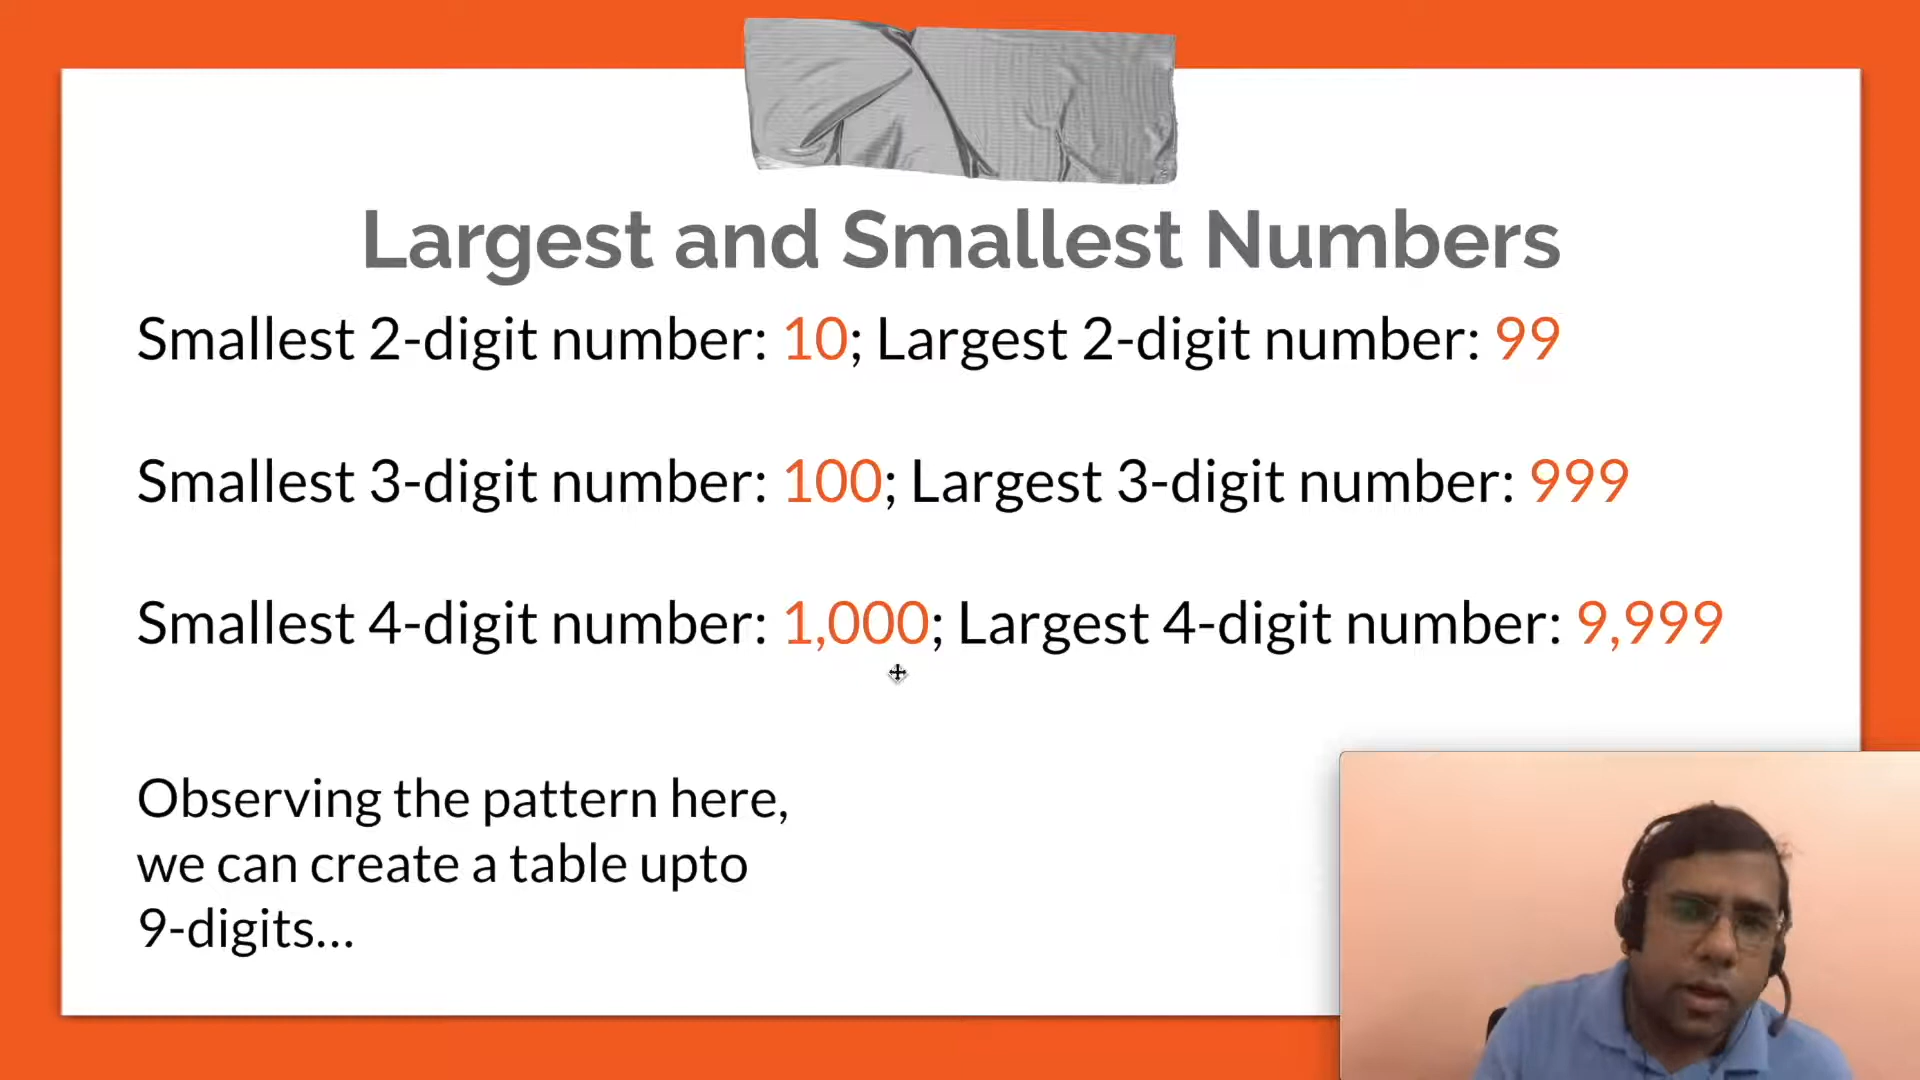 Largest and Smallest Numbers
Smallest 2-digit number: 10; Largest 2-digit number: 99
Smallest 3-digit number: 100; Largest 3-digit number: 999
Smallest 4-digit number: 1,000; Largest 4-digit number: 9,999
Observing the pattern here,
we can create a table upto
9-digits...